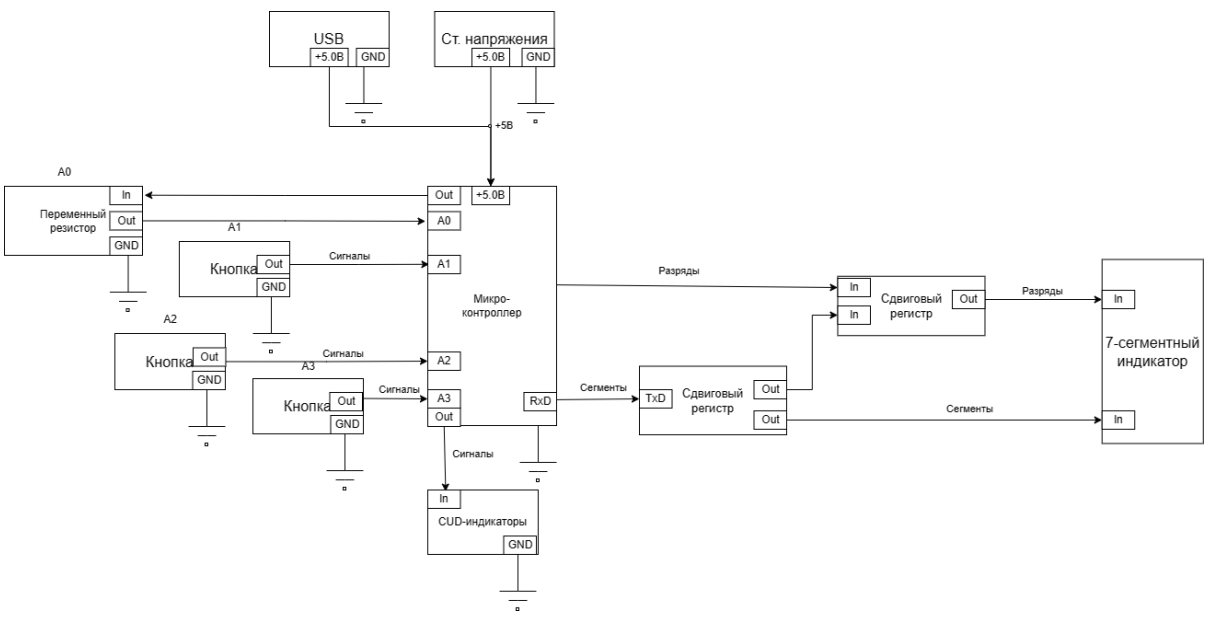 USB
Ст. напряжения
+5.0В
GND
+5.0В
GND
+5В
A0
In
Out
+5.0В
Переменный
резистор
Out
A0
A1
GND
Кнопка
Out
Сигналы
A1
GND
Разряды
In
Сдвиговый
регистр
Out
Разряды
In
Микро-
контроллер
In
A2
7-сегментный
индикатор
Кнопка
Out
Сигналы
A2
A3
GND
Сигналы
Сегменты
Out
Кнопка
Out
A3
RxD
TxD
Сдвиговый
регистр
Сегменты
GND
Out
Out
In
Сигналы
In
CUD-индикаторы
GND